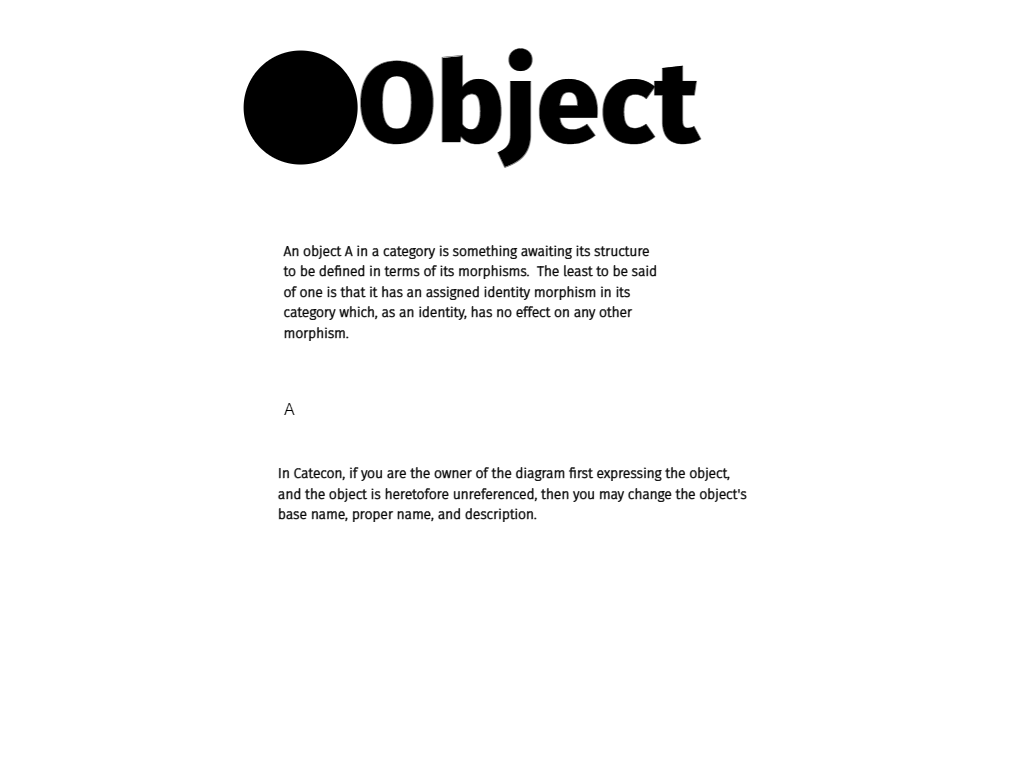 Object
An object A in a category is something awaiting its structure
to be defined in terms of its morphisms.  The least to be said
of one is that it has an assigned identity morphism in its
category which, as an identity, has no effect on any other
morphism.
A
In Catecon, if you are the owner of the diagram first expressing the object,
and the object is heretofore unreferenced, then you may change the object's
base name, proper name, and description.